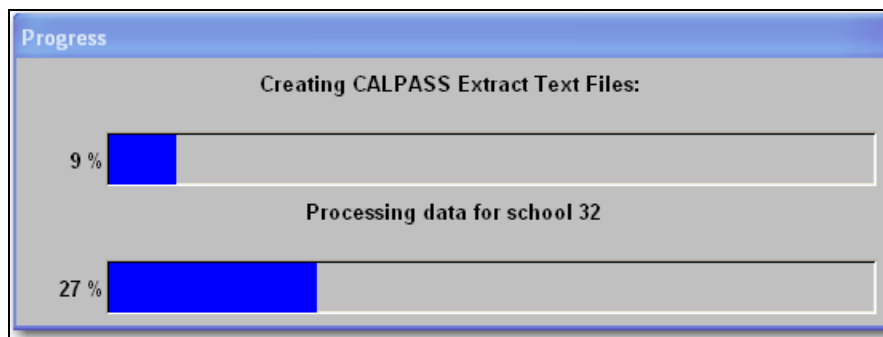 Progress
Creating CALPASS Extract Text Files:
9 %
Processing data for school 32
27 %